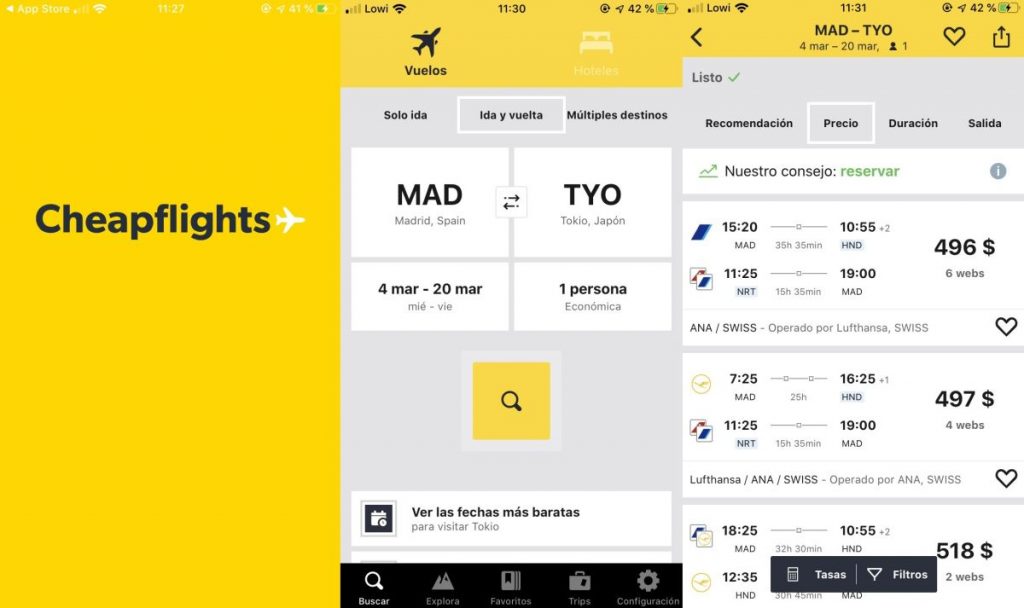 App Store
11:27
41 %
Cheapflights
Lowi
11:30
42 %
Vuelos
Hoteles
Solo ida
Ida y vuelta
Múltiples destinos
MAD
Madrid, Spain
TYO
Tokio, Japón
4 mar - 20 mar
mié - vie
1 persona
Económica
Ver las fechas más baratas
para visitar Tokio
Buscar
Explora
Favoritos
Trips
Configuración
Lowi
11:31
42 %
MAD – TYO
4 mar – 20 mar, 1
Listo
Recomendación
Precio
Duración
Salida
Nuestro consejo: reservar
15:20 10:55 +2
MAD 35h 35min HND
496 $
6 webs
11:25 19:00
NRT 15h 35min MAD
ANA / SWISS - Operado por Lufthansa, SWISS
7:25 16:25 +1
MAD 25h HND
497 $
4 webs
11:25 19:00
NRT 15h 35min MAD
Lufthansa / ANA / SWISS - Operado por ANA, SWISS
18:25 10:55 +2
MAD 32h 30min HND
518 $
2 webs
12:35
HND 30h 45min MAD
Tasas
Filtros